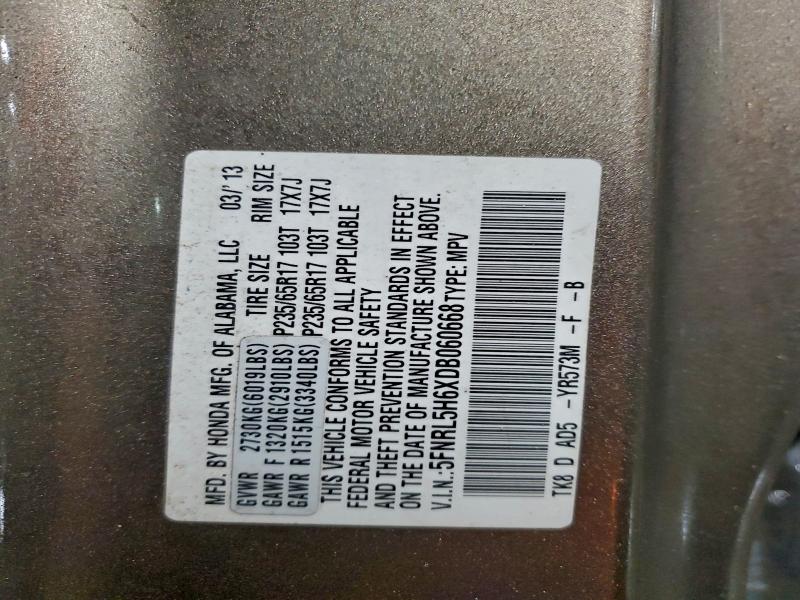 MFD. BY HONDA MFG. OF ALABAMA, LLC 03/'13
GVWR 2730KG(6019LBS) TIRE SIZE RIM SIZE
GAWR F 1320KG(2910LBS) P235/65R17 103T 17X7J
GAWR R 1515KG(3340LBS) P235/65R17 103T 17X7J
THIS VEHICLE CONFORMS TO ALL APPLICABLE
FEDERAL MOTOR VEHICLE SAFETY
AND THEFT PREVENTION STANDARDS IN EFFECT
ON THE DATE OF MANUFACTURE SHOWN ABOVE.
V.I.N.:5FNRL5H6XDB060668TYPE: MPV
TK8 D AD5 -YR573M -F -B